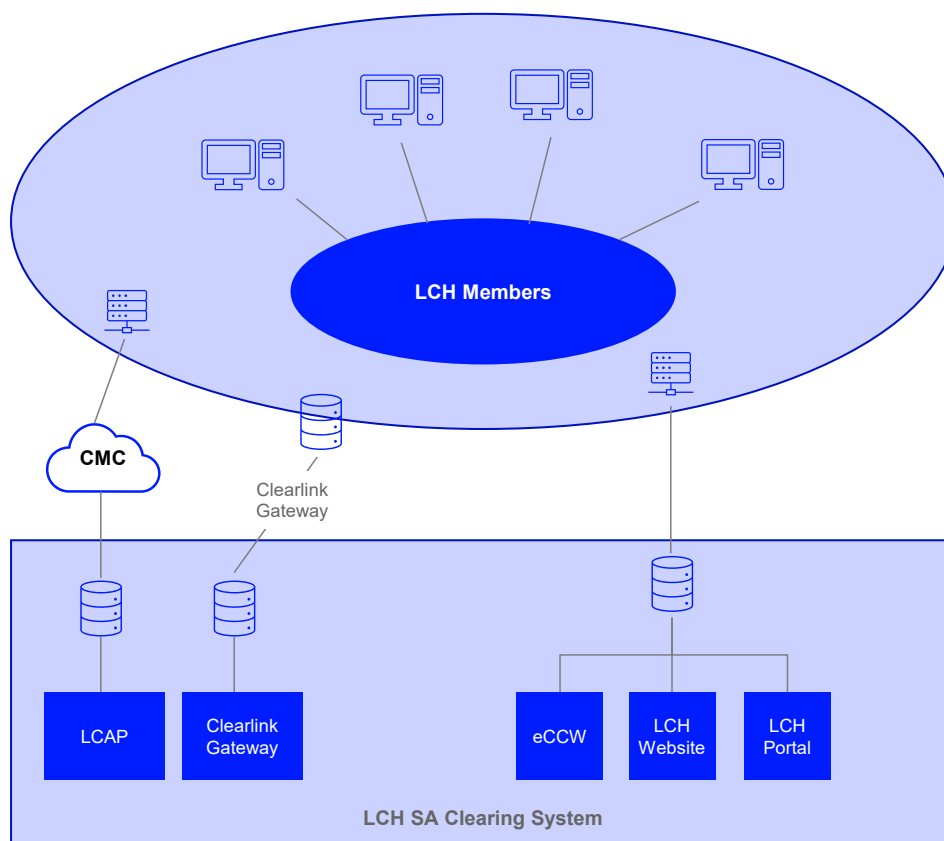 LCH Members
CMC
Clearlink
Gateway
LCAP
Clearlink
Gateway
eCCW
LCH
Website
LCH
Portal
LCH SA Clearing System